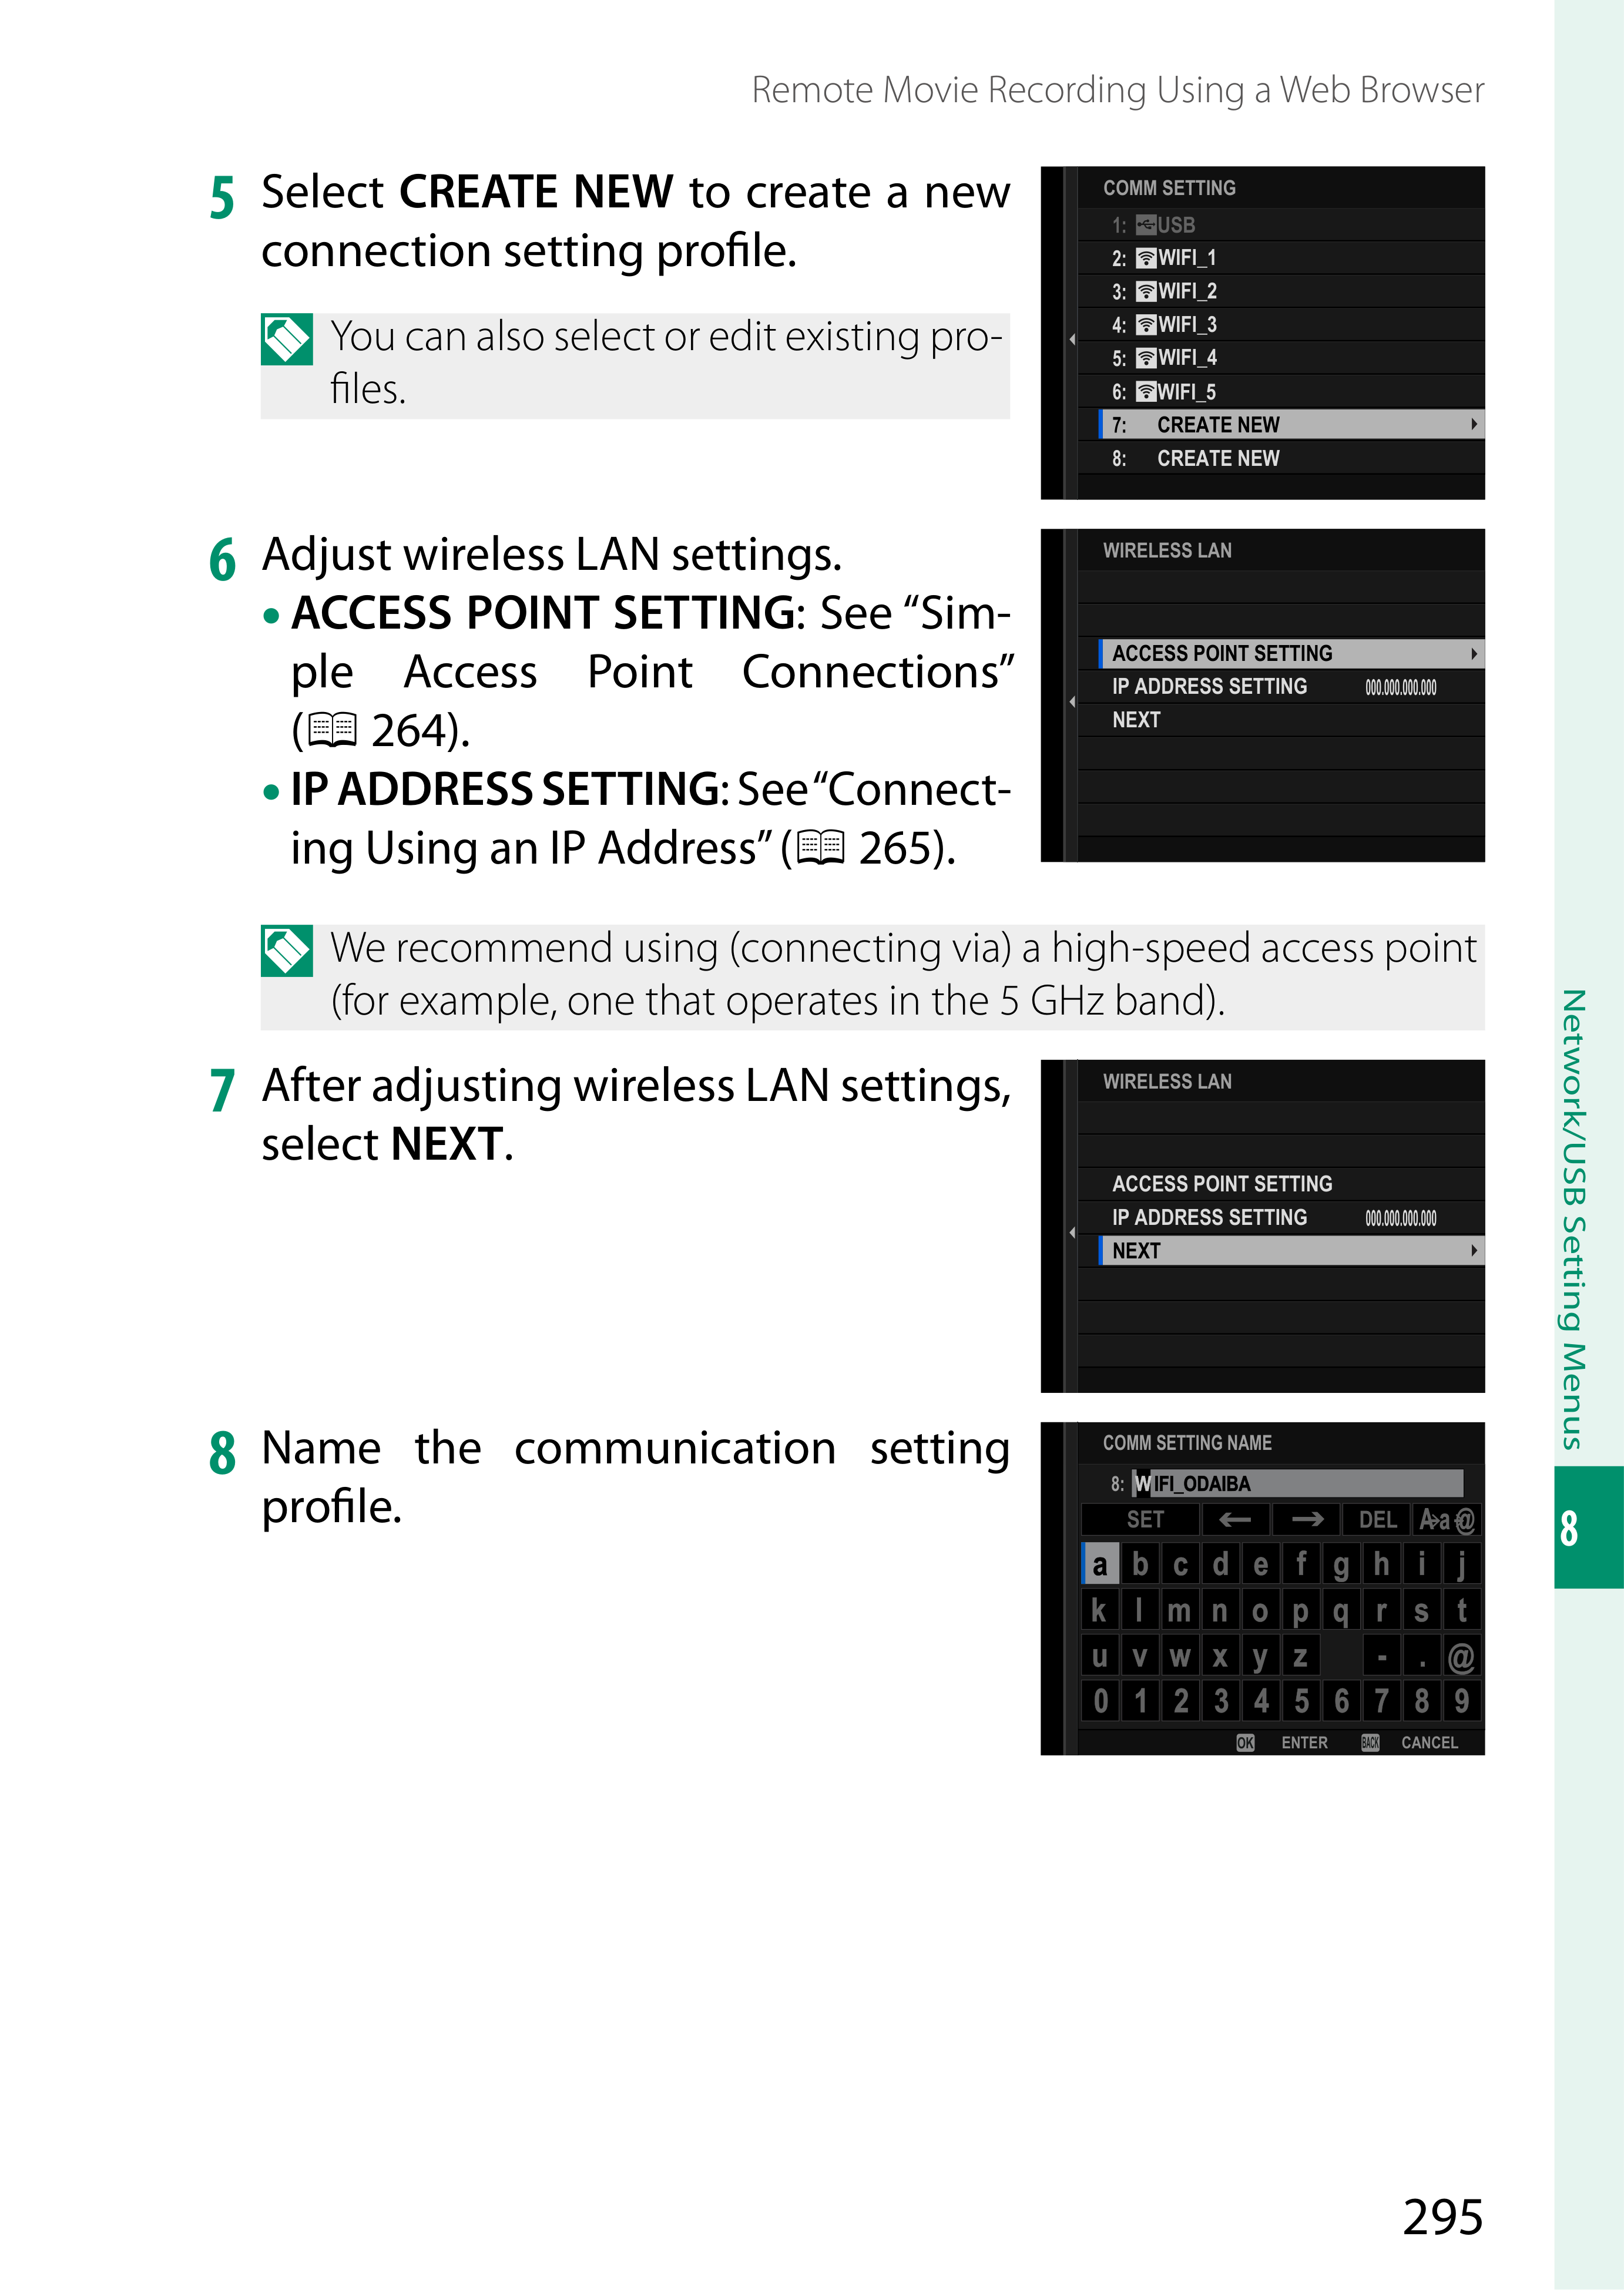 Remote Movie Recording Using a Web Browser
5 Select CREATE NEW to create a new
connection setting profile.
You can also select or edit existing pro-
files.
COMM SETTING
1: USB
2: WIFI_1
3: WIFI_2
4: WIFI_3
5: WIFI_4
6: WIFI_5
7: CREATE NEW
8: CREATE NEW
6 Adjust wireless LAN settings.
• ACCESS POINT SETTING: See “Sim-
ple Access Point Connections”
( 264).
• IP ADDRESS SETTING: See “Connect-
ing Using an IP Address” ( 265).
WIRELESS LAN
ACCESS POINT SETTING
IP ADDRESS SETTING 000.000.000.000
NEXT
We recommend using (connecting via) a high-speed access point
(for example, one that operates in the 5 GHz band).
7 After adjusting wireless LAN settings,
select NEXT.
WIRELESS LAN
ACCESS POINT SETTING
IP ADDRESS SETTING 000.000.000.000
NEXT
8 Name the communication setting
profile.
COMM SETTING NAME
8: WIFI_ODAIBA
SET ← → DEL A→a→@
a b c d e f g h i j
k l m n o p q r s t
u v w x y z - . @
0 1 2 3 4 5 6 7 8 9
OK ENTER BACK CANCEL
Network/USB Setting Menus
8
295